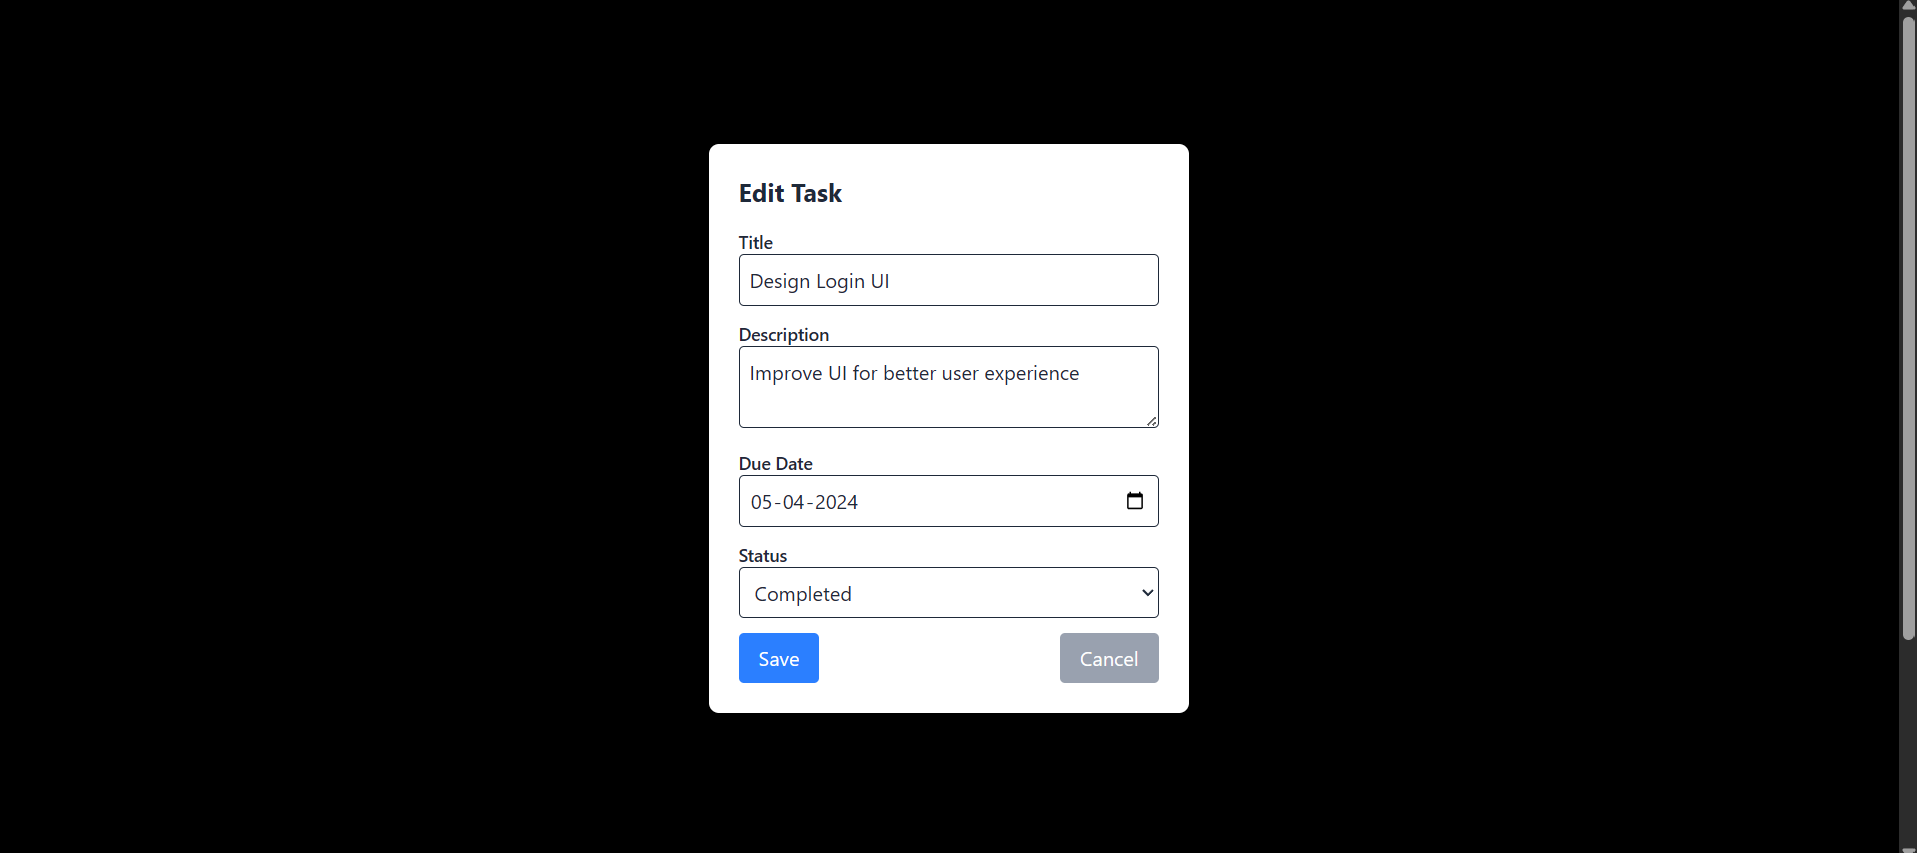 Edit Task
Title
Design Login UI
Description
Improve UI for better user experience
Due Date
05-04-2024
Status
Completed
Save
Cancel